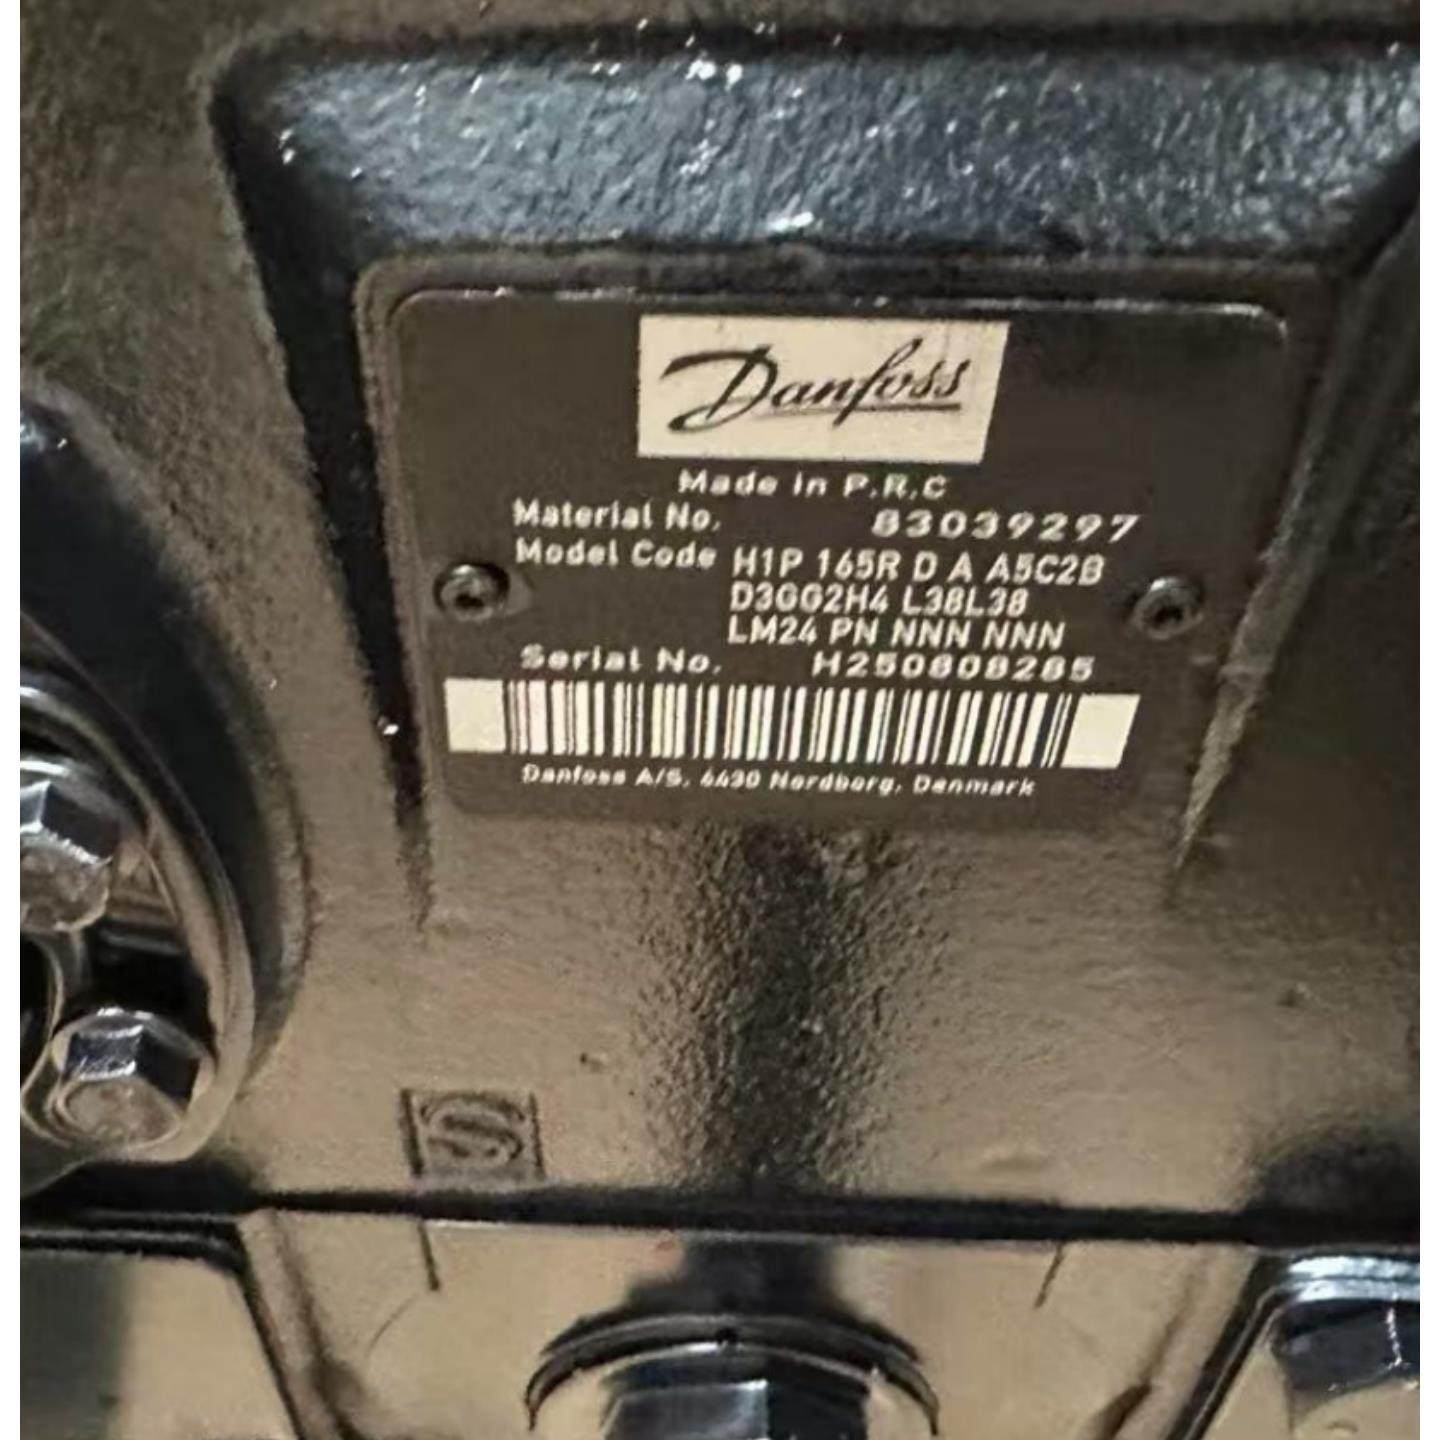 Danfoss
Made in P.R.C
Material No. 83039297
Model Code H1P 165R D A A5C2B
D3GG2H4 L38L38
LM24 PN NNN NNN
Serial No. H250808285
Danfoss A/S, 6430 Nordborg, Denmark